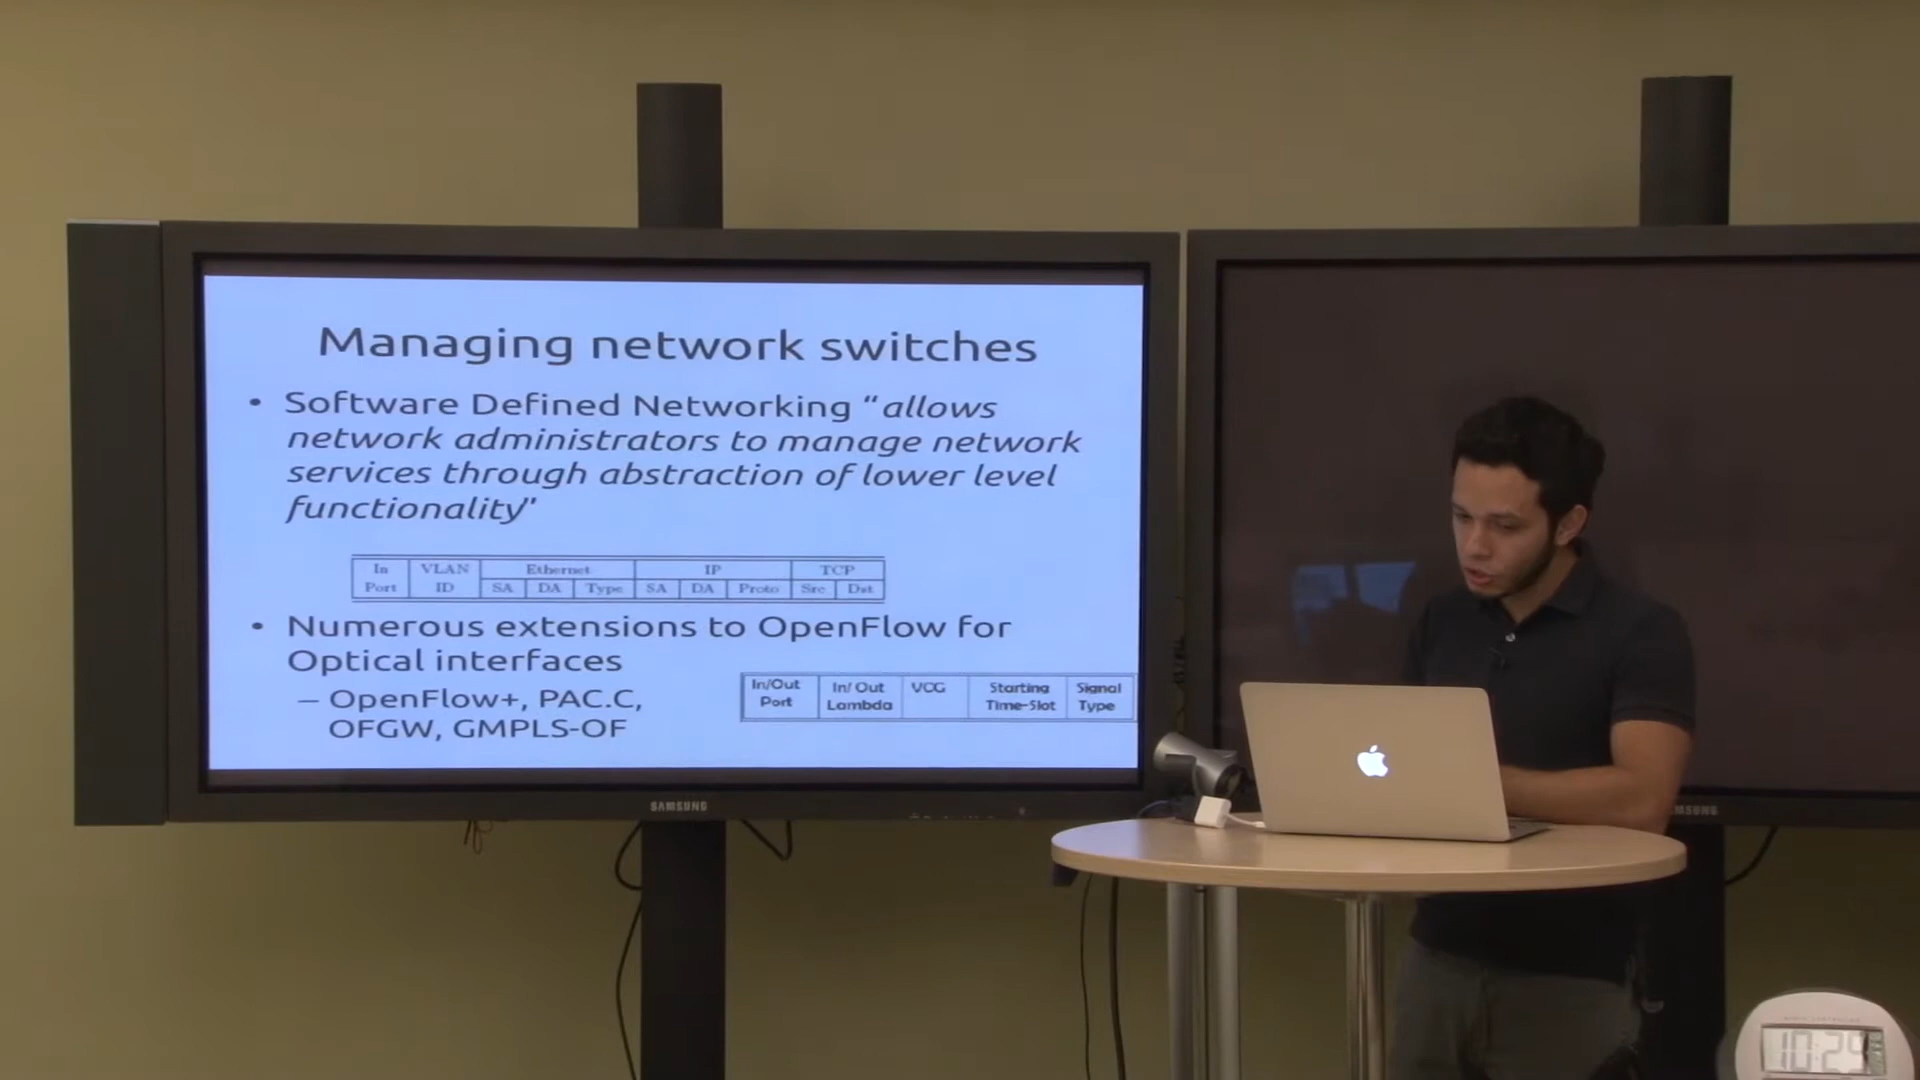 Managing network switches
• Software Defined Networking “allows
network administrators to manage network
services through abstraction of lower level
functionality”
In Port VLAN ID Ethernet IP TCP
SA DA Type SA DA Proto Src Dst
• Numerous extensions to OpenFlow for
Optical interfaces
– OpenFlow+, PAC.C,
OFGW, GMPLS-OF
In/Out In/ Out VCG Starting Signal
Port Lambda Time-Slot Type
SAMSUNG
10:29